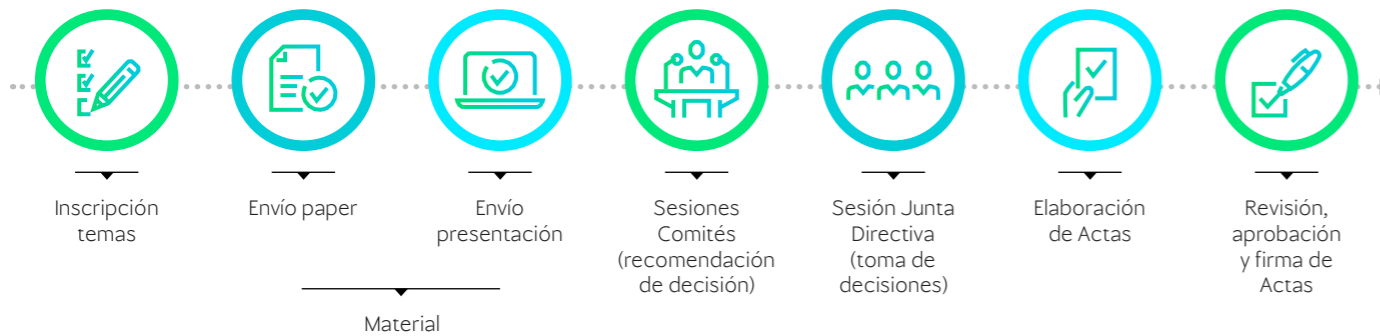 Inscripción
temas
Envío paper
Envío
presentación
Sesiones
Comités
(recomendación
de decisión)
Sesión Junta
Directiva
(toma de
decisiones)
Elaboración
de Actas
Revisión,
aprobación
y firma de
Actas
Material